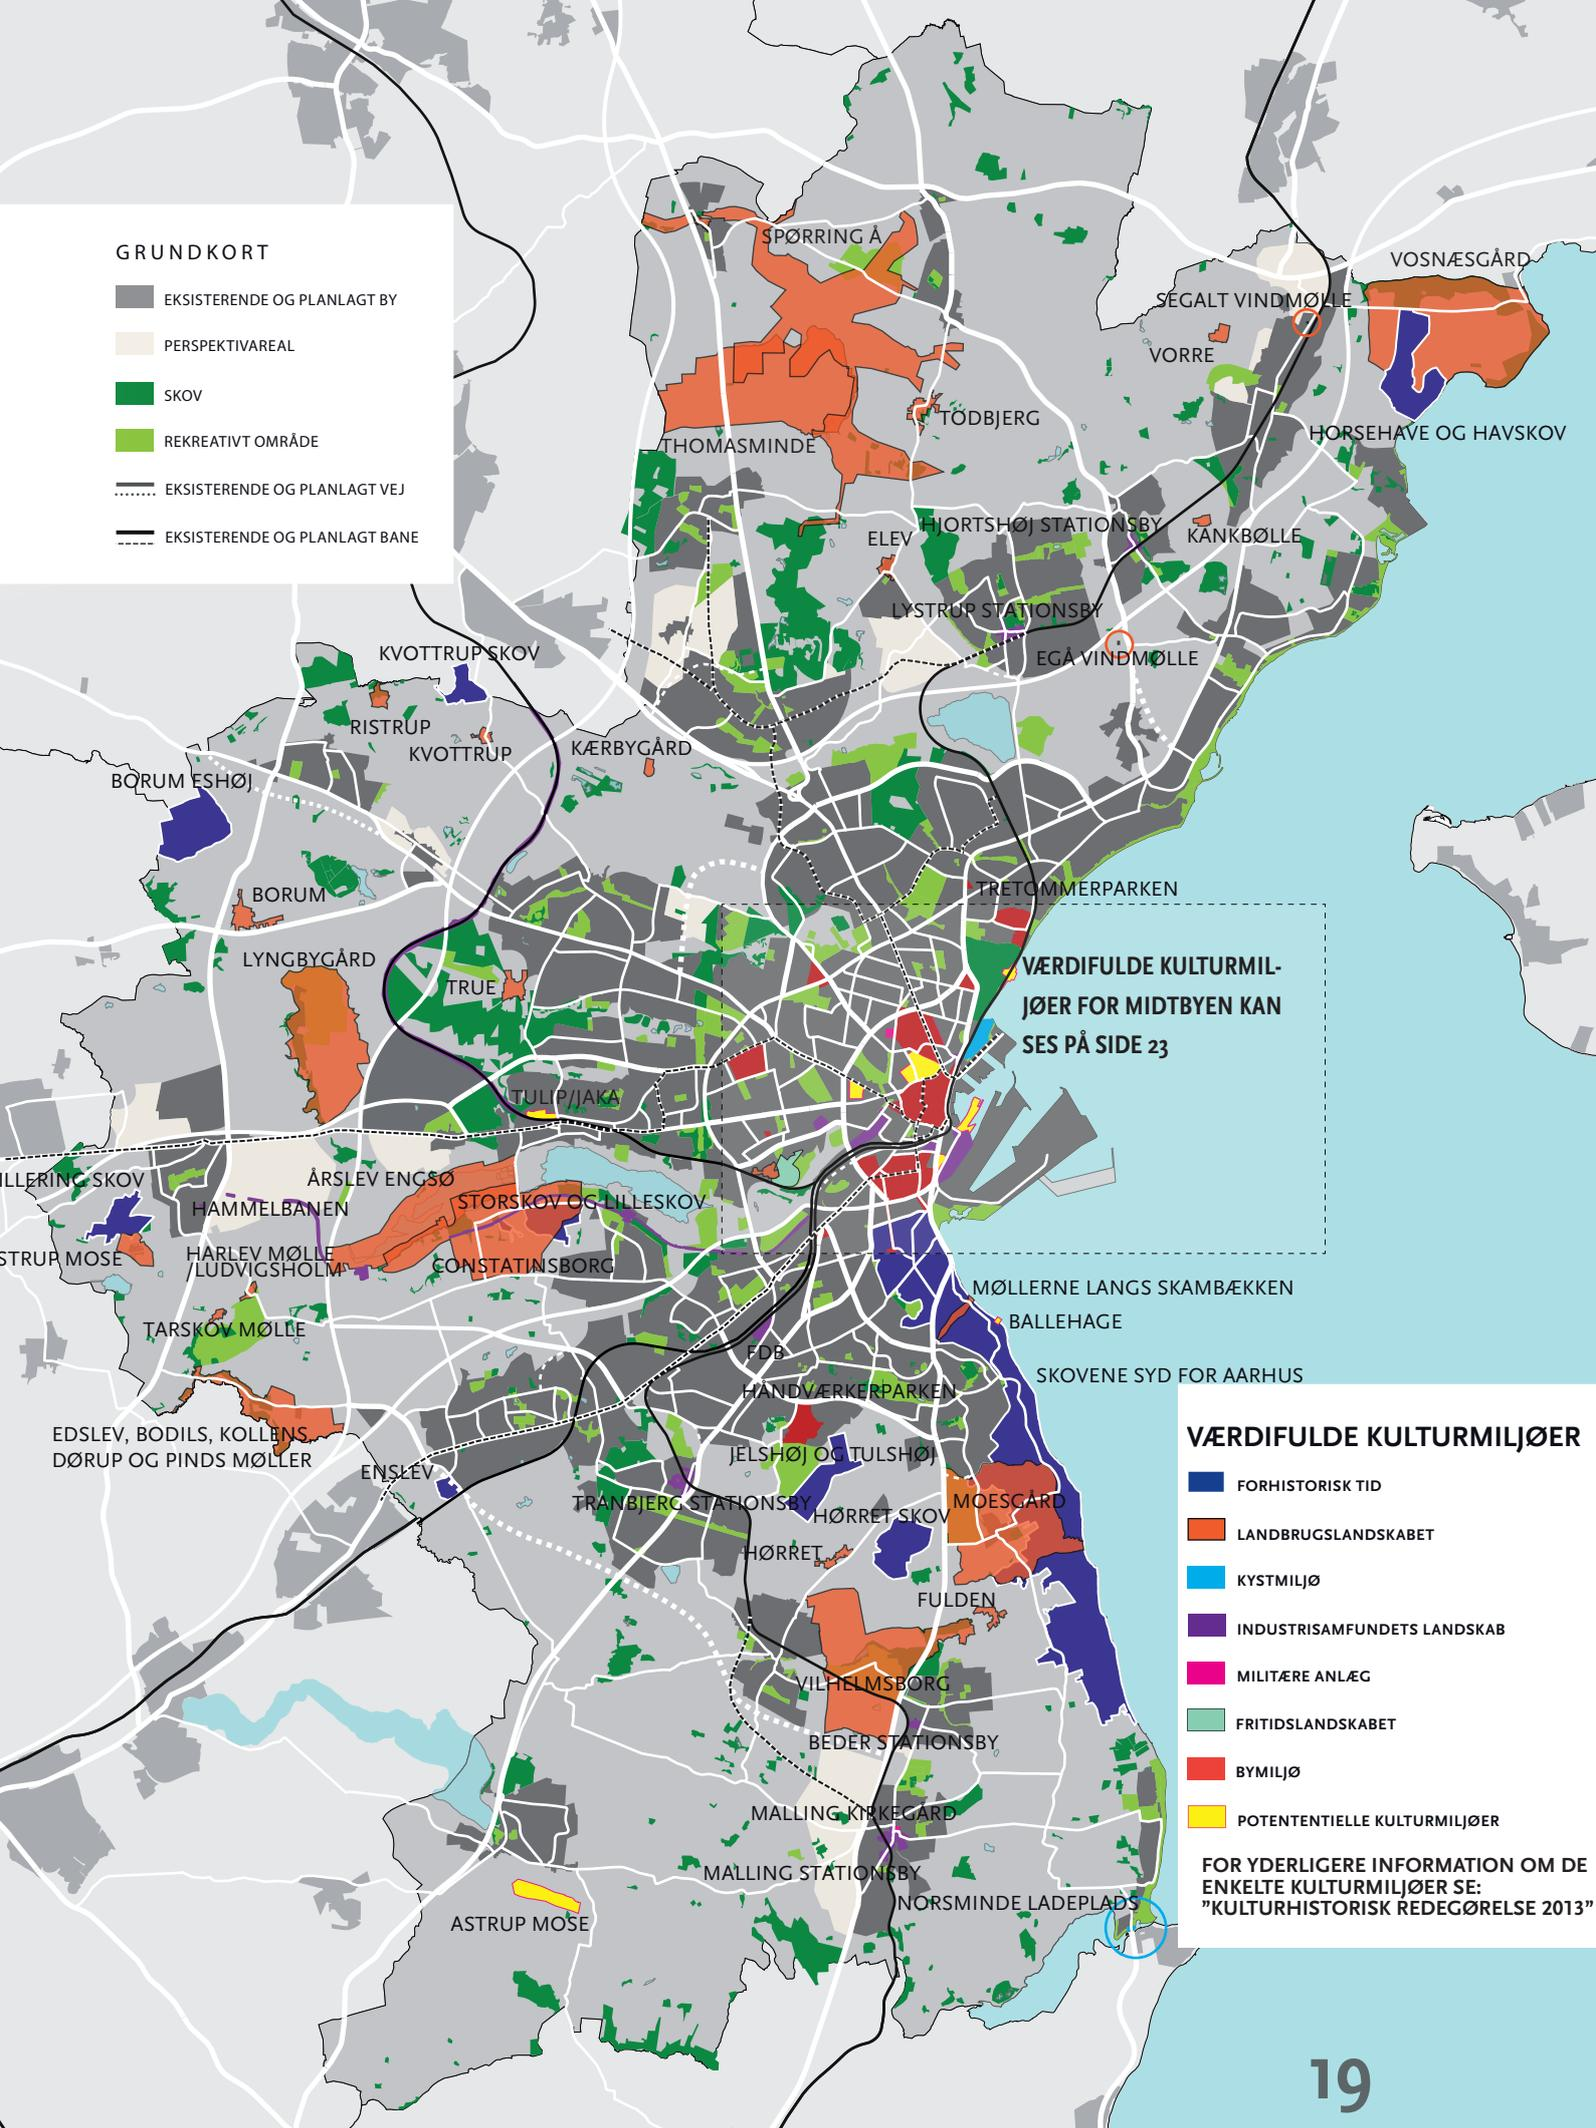 GRUNDKORT
EKSISTERENDE OG PLANLAGT BY
PERSPEKTIVAREAL
SKOV
REKREATIVT OMRÅDE
EKSISTERENDE OG PLANLAGT VEJ
EKSISTERENDE OG PLANLAGT BANE
SPØRRING Å
VOSNÆSGÅRD
SEGALT VINDMØLLE
VORRE
TODBJERG
HORSEHAVE OG HAVSKOV
THOMASMINDE
HJORTSHØJ STATIONSBY
ELEV
KANKBØLLE
LYSTRUP STATIONSBY
EGÅ VINDMØLLE
KVOTTRUP SKOV
RISTRUP
KVOTTRUP
KÆRBYGÅRD
BORUM ESHØJ
BORUM
TRETOMMERPARKEN
LYNGBYGÅRD
TRUE
VÆRDIFULDE KULTURMIL-
JØER FOR MIDTBYEN KAN
SES PÅ SIDE 23
TULIP/JAKA
LLERING SKOV
ÅRSLEV ENGSØ
HAMMELBANEN
STORSKOV OG LILLESKOV
STRUP MOSE
HARLEV MØLLE
/LUDVIGSHOLM
CONSTATINSBORG
MØLLERNE LANGS SKAMBÆKKEN
BALLEHAGE
TARSKOV MØLLE
FDB
SKOVENE SYD FOR AARHUS
HÅNDVÆRKERPARKEN
EDSLEV, BODILS, KOLLENS,
DØRUP OG PINDS MØLLER
JELSHØJ OG TULSHØJ
ENSLEV
TRANBJERG STATIONSBY
MOESGÅRD
HØRRET SKOV
HØRRET
FULDEN
VILHELMSBORG
BEDER STATIONSBY
MALLING KIRKEGÅRD
MALLING STATIONSBY
NORSMINDE LADEPLADS
ASTRUP MOSE
VÆRDIFULDE KULTURMILJØER
FORHISTORISK TID
LANDBRUGSLANDSKABET
KYSTMILJØ
INDUSTRISAMFUNDETS LANDSKAB
MILITÆRE ANLÆG
FRITIDSLANDSKABET
BYMILJØ
POTENTENTIELLE KULTURMILJØER
FOR YDERLIGERE INFORMATION OM DE
ENKELTE KULTURMILJØER SE:
"KULTURHISTORISK REDEGØRELSE 2013"
19